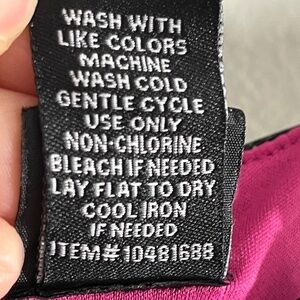 WASH WITH
LIKE COLORS
MACHINE
WASH COLD
GENTLE CYCLE
USE ONLY
NON-CHLORINE
BLEACH IF NEEDED
LAY FLAT TO DRY
COOL IRON
IF NEEDED
ITEM# 10481688